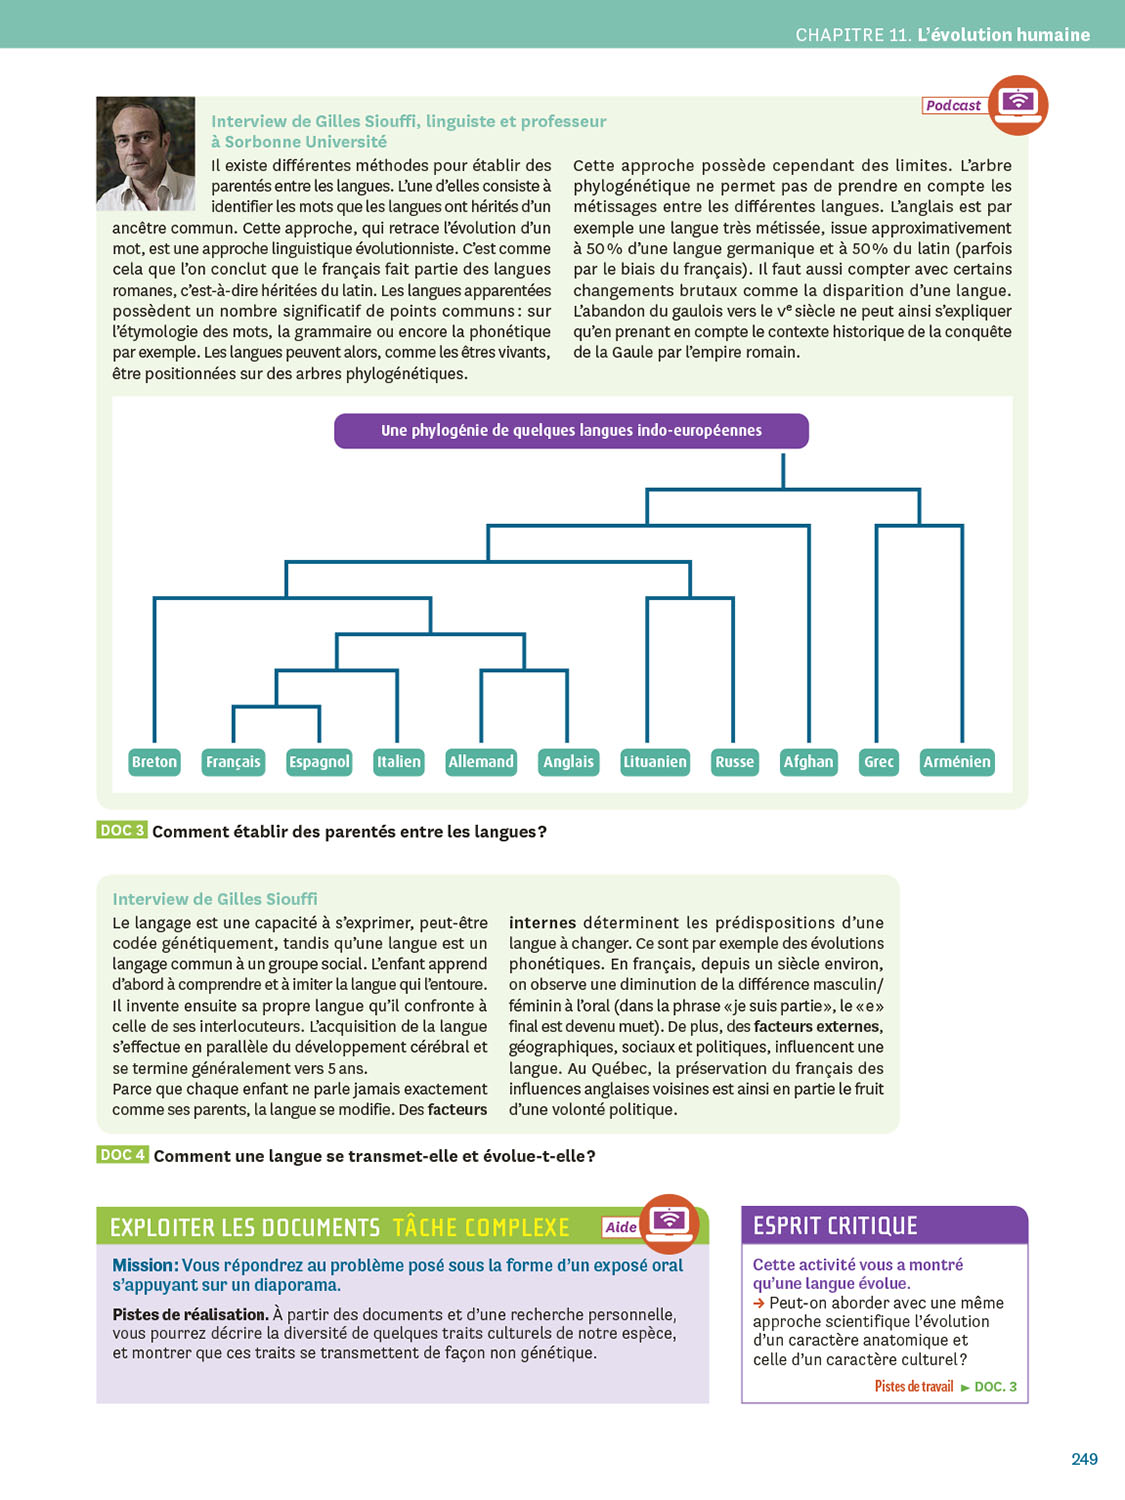 CHAPITRE 11. L’évolution humaine
Podcast
Interview de Gilles Siouffi, linguiste et professeur
à Sorbonne Université
Il existe différentes méthodes pour établir des
parentés entre les langues. L’une d’elles consiste à
identifier les mots que les langues ont hérités d’un
ancêtre commun. Cette approche, qui retrace l’évolution d’un
mot, est une approche linguistique évolutionniste. C’est comme
cela que l’on conclut que le français fait partie des langues
romanes, c’est-à-dire héritées du latin. Les langues apparentées
possèdent un nombre significatif de points communs : sur
l’étymologie des mots, la grammaire ou encore la phonétique
par exemple. Les langues peuvent alors, comme les êtres vivants,
être positionnées sur des arbres phylogénétiques.
Cette approche possède cependant des limites. L’arbre
phylogénétique ne permet pas de prendre en compte les
métissages entre les différentes langues. L’anglais est par
exemple une langue très métissée, issue approximativement
à 50 % d’une langue germanique et à 50 % du latin (parfois
par le biais du français). Il faut aussi compter avec certains
changements brutaux comme la disparition d’une langue.
L’abandon du gaulois vers le Ve siècle ne peut ainsi s’expliquer
qu’en prenant en compte le contexte historique de la conquête
de la Gaule par l’empire romain.
Une phylogénie de quelques langues indo-européennes
Breton Français Espagnol Italien Allemand Anglais Lituanien Russe Afghan Grec Arménien
DOC 3 Comment établir des parentés entre les langues ?
Interview de Gilles Siouffi
Le langage est une capacité à s’exprimer, peut-être
codée génétiquement, tandis qu’une langue est un
langage commun à un groupe social. L’enfant apprend
d’abord à comprendre et à imiter la langue qui l’entoure.
Il invente ensuite sa propre langue qu’il confronte à
celle de ses interlocuteurs. L’acquisition de la langue
s’effectue en parallèle du développement cérébral et
se termine généralement vers 5 ans.
Parce que chaque enfant ne parle jamais exactement
comme ses parents, la langue se modifie. Des facteurs
internes déterminent les prédispositions d’une
langue à changer. Ce sont par exemple des évolutions
phonétiques. En français, depuis un siècle environ,
on observe une diminution de la différence masculin/
féminin à l’oral (dans la phrase « je suis partie », le « e »
final est devenu muet). De plus, des facteurs externes,
géographiques, sociaux et politiques, influencent une
langue. Au Québec, la préservation du français des
influences anglaises voisines est ainsi en partie le fruit
d’une volonté politique.
DOC 4 Comment une langue se transmet-elle et évolue-t-elle ?
EXPLOITER LES DOCUMENTS TÂCHE COMPLEXE
Aide
Mission : Vous répondrez au problème posé sous la forme d’un exposé oral
s’appuyant sur un diaporama.
Pistes de réalisation. À partir des documents et d’une recherche personnelle,
vous pourrez décrire la diversité de quelques traits culturels de notre espèce,
et montrer que ces traits se transmettent de façon non génétique.
ESPRIT CRITIQUE
Cette activité vous a montré
qu’une langue évolue.
→ Peut-on aborder avec une même
approche scientifique l’évolution
d’un caractère anatomique et
celle d’un caractère culturel ?
Pistes de travail ► DOC. 3
249